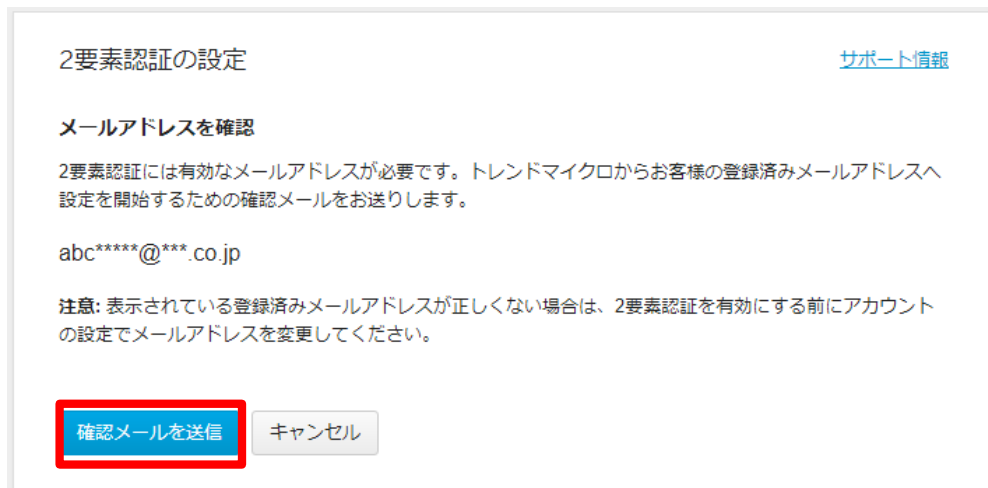 2要素認証の設定
サポート情報
メールアドレスを確認
2要素認証には有効なメールアドレスが必要です。トレンドマイクロからお客様の登録済みメールアドレスへ
設定を開始するための確認メールをお送りします。
abc*****@***.co.jp
注意: 表示されている登録済みメールアドレスが正しくない場合は、2要素認証を有効にする前にアカウント
の設定でメールアドレスを変更してください。
確認メールを送信
キャンセル